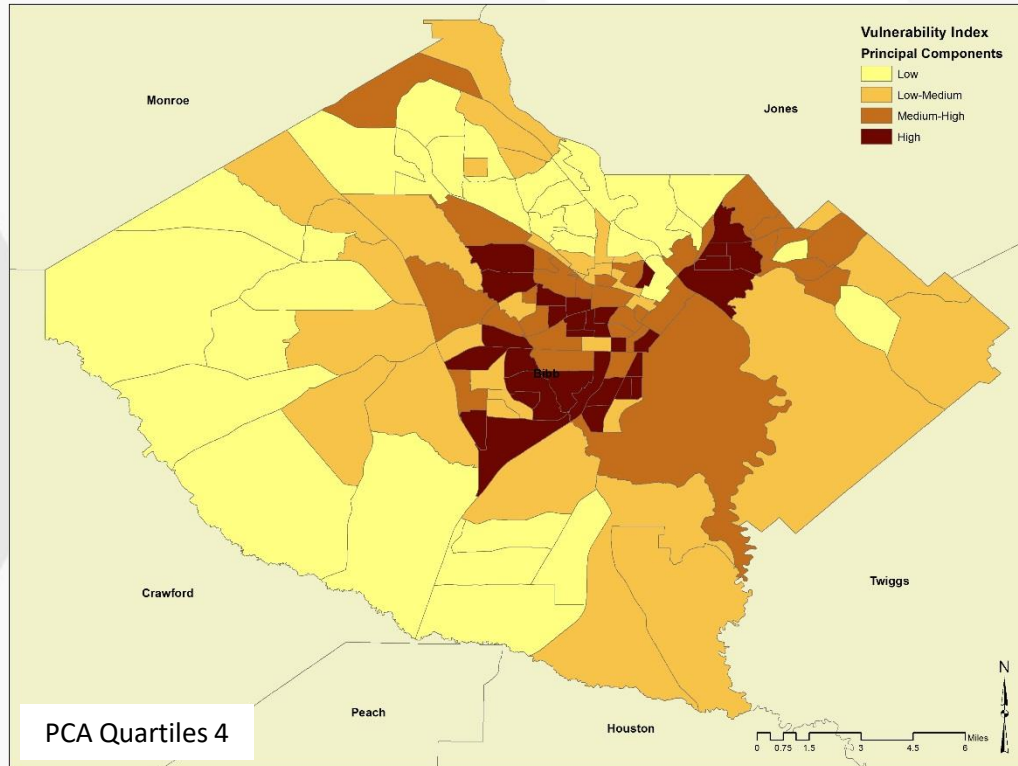 Vulnerability Index
Principal Components
Low
Low-Medium
Medium-High
High
Monroe
Jones
Bibb
Crawford
Twiggs
Peach
Houston
PCA Quartiles 4
N
Miles
0 0.75 1.5 3 4.5 6